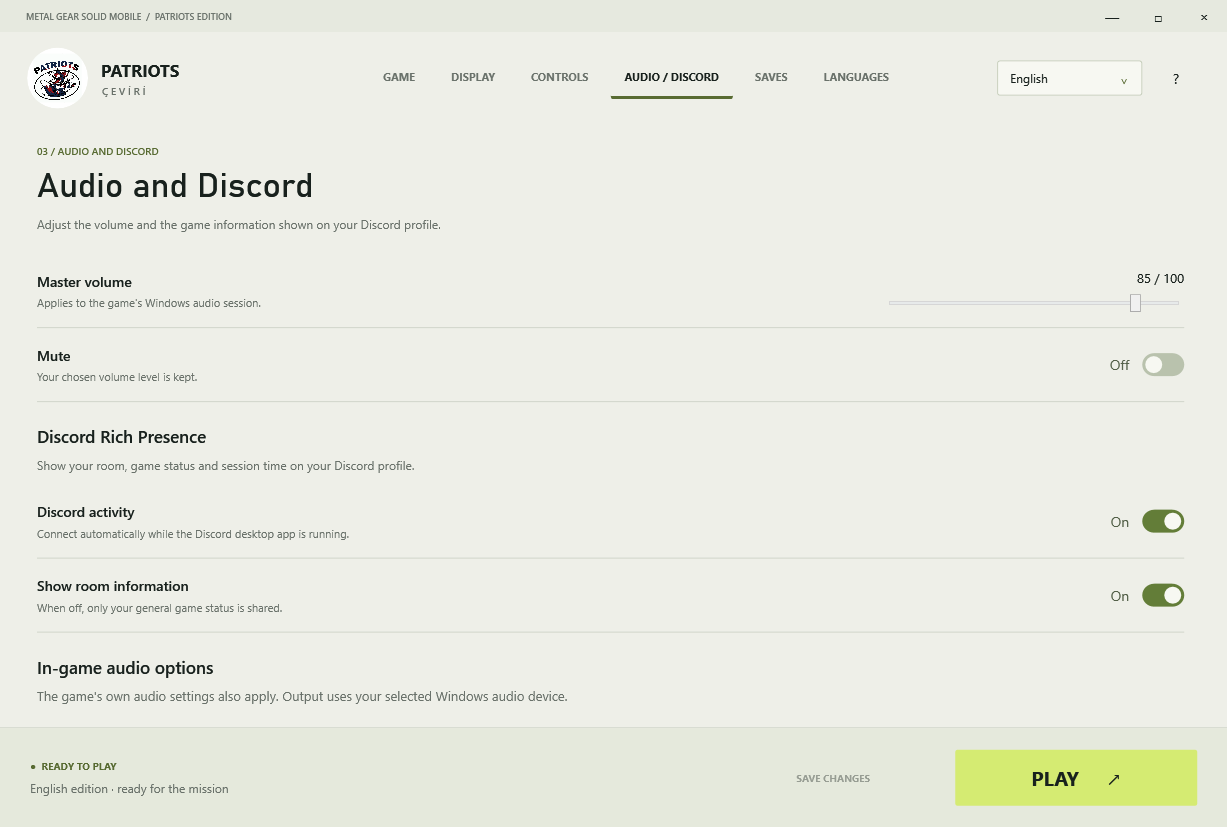 METAL GEAR SOLID MOBILE / PATRIOTS EDITION
PATRIOTS
PATRIOTS
ÇEVİRİ
GAME
DISPLAY
CONTROLS
AUDIO / DISCORD
SAVES
LANGUAGES
English
?
03 / AUDIO AND DISCORD
Audio and Discord
Adjust the volume and the game information shown on your Discord profile.
Master volume
85 / 100
Applies to the game's Windows audio session.
Mute
Off
Your chosen volume level is kept.
Discord Rich Presence
Show your room, game status and session time on your Discord profile.
Discord activity
On
Connect automatically while the Discord desktop app is running.
Show room information
On
When off, only your general game status is shared.
In-game audio options
The game's own audio settings also apply. Output uses your selected Windows audio device.
● READY TO PLAY
English edition · ready for the mission
SAVE CHANGES
PLAY ↗